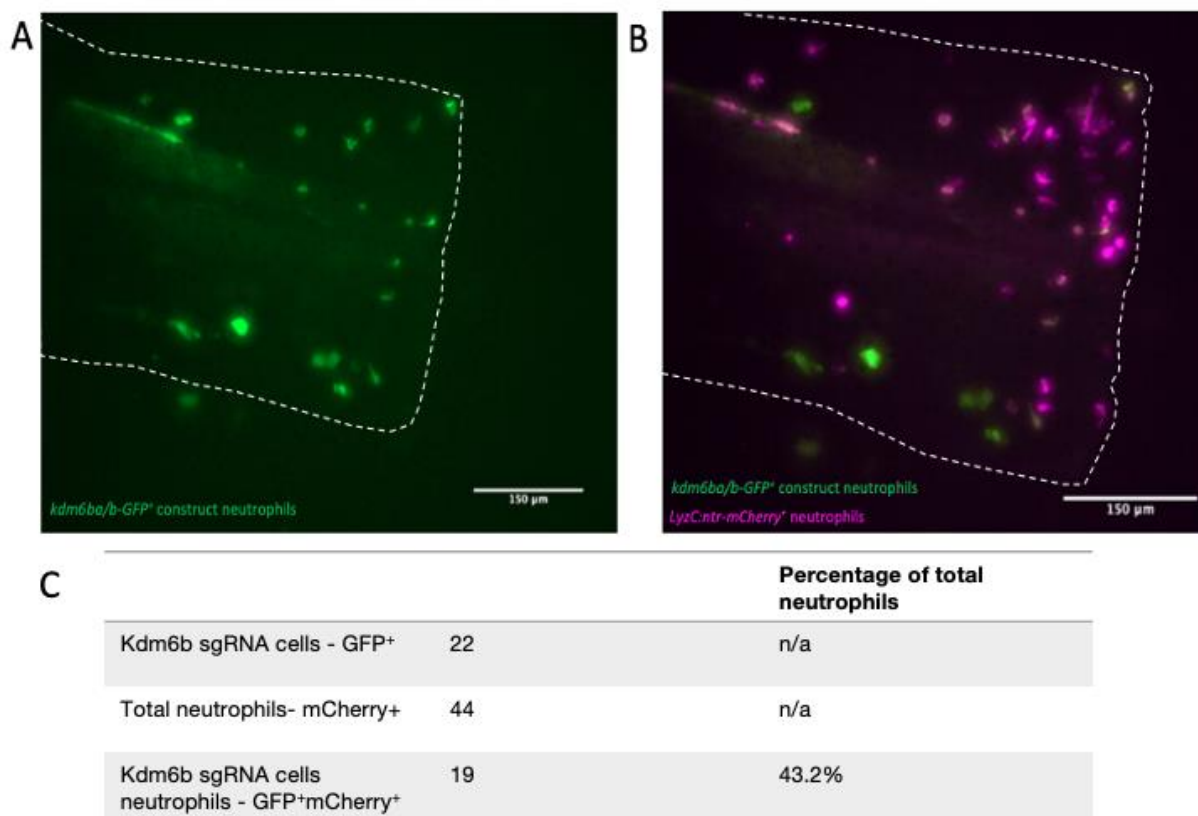 A
B
kdm6ba/b-GFP⁺ construct neutrophils
150 µm
kdm6ba/b-GFP⁺ construct neutrophils
LyzC:ntr-mCherry⁺ neutrophils
150 µm
C
Percentage of total
neutrophils
Kdm6b sgRNA cells - GFP⁺ 22 n/a
Total neutrophils- mCherry+ 44 n/a
Kdm6b sgRNA cells 19 43.2%
neutrophils - GFP⁺mCherry⁺